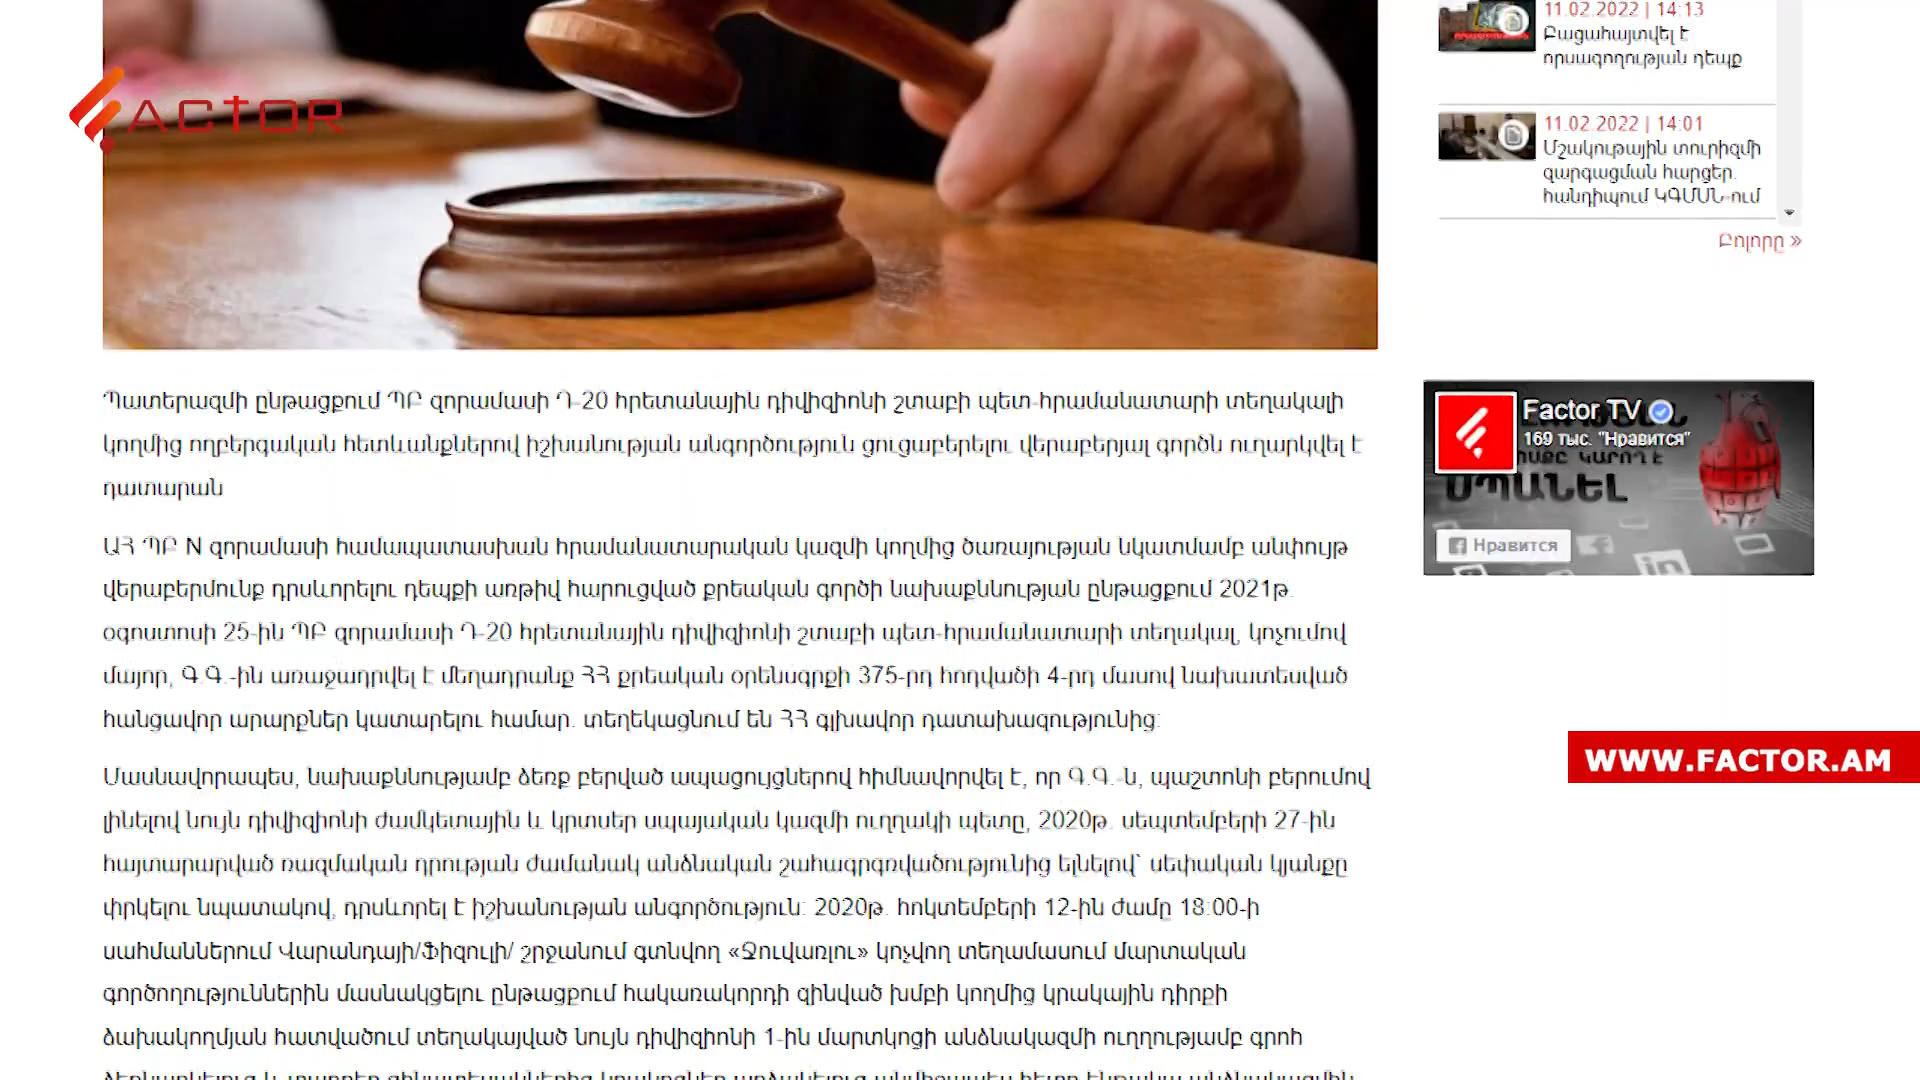 ACTOR
11.02.2022 | 14:13
Բացահայտվել է
որսագողության դեպք
11.02.2022 | 14:01
Մշակութային տուրիզմի
զարգացման հարցեր.
հանդիպում ԿԳՄՍՆ-ում
Բոլորը »
Պատերազմի ընթացքում ՊԲ զորամասի Դ-20 հրետանային դիվիզիոնի շտաբի պետ-հրամանատարի տեղակալի
կողմից ողբերգական հետևանքներով իշխանության անգործություն ցուցաբերելու վերաբերյալ գործն ուղարկվել է
դատարան
ԱՀ ՊԲ N զորամասի համապատասխան հրամանատարական կազմի կողմից ծառայության նկատմամբ անփույթ
վերաբերմունք դրսևորելու դեպքի առթիվ հարուցված քրեական գործի նախաքննության ընթացքում 2021թ.
օգոստոսի 25-ին ՊԲ զորամասի Դ-20 հրետանային դիվիզիոնի շտաբի պետ-հրամանատարի տեղակալ, կոչումով
մայոր, Գ.Գ.-ին առաջադրվել է մեղադրանք ՀՀ քրեական օրենսգրքի 375-րդ հոդվածի 4-րդ մասով նախատեսված
հանցավոր արարքներ կատարելու համար. տեղեկացնում են ՀՀ գլխավոր դատախազությունից:
Մասնավորապես, նախաքննությամբ ձեռք բերված ապացույցներով հիմնավորվել է, որ Գ.Գ.-ն, պաշտոնի բերումով
լինելով նույն դիվիզիոնի ժամկետային և կրտսեր սպայական կազմի ուղղակի պետը, 2020թ. սեպտեմբերի 27-ին
հայտարարված ռազմական դրության ժամանակ անձնական շահագրգռվածությունից ելնելով՝ սեփական կյանքը
փրկելու նպատակով, դրսևորել է իշխանության անգործություն: 2020թ. հոկտեմբերի 12-ին ժամը 18:00-ի
սահմաններում Վարանդայի/Ֆիզուլի/ շրջանում գտնվող «Ջուվառլու» կոչվող տեղամասում մարտական
գործողություններին մասնակցելու ընթացքում հակառակորդի զինված խմբի կողմից կրակային դիրքի
ձախակողմյան հատվածում տեղակայված նույն դիվիզիոնի 1-ին մարտկոցի անձնակազմի ուղղությամբ գրոհ
Factor TV
169 тыс. "Нравится"
ԿԱՐՈՂ Է
ՍՊԱՆԵԼ
Нравится
WWW.FACTOR.AM